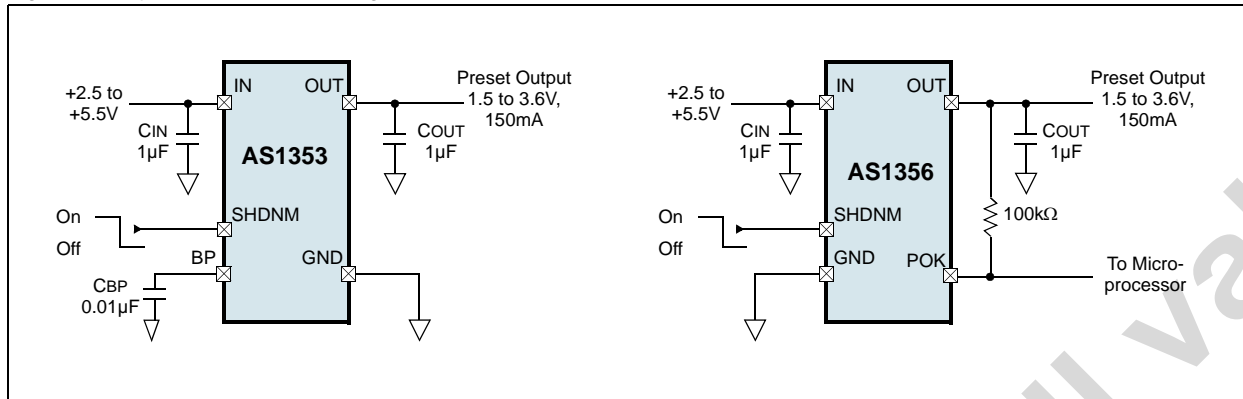 +2.5 to
+5.5V
CIN
1µF
IN
OUT
AS1353
Preset Output
1.5 to 3.6V,
150mA
COUT
1µF
On
Off
SHDNM
BP
GND
CBP
0.01µF
+2.5 to
+5.5V
CIN
1µF
IN
OUT
AS1356
Preset Output
1.5 to 3.6V,
150mA
COUT
1µF
100kΩ
On
Off
SHDNM
GND
POK
To Micro-
processor